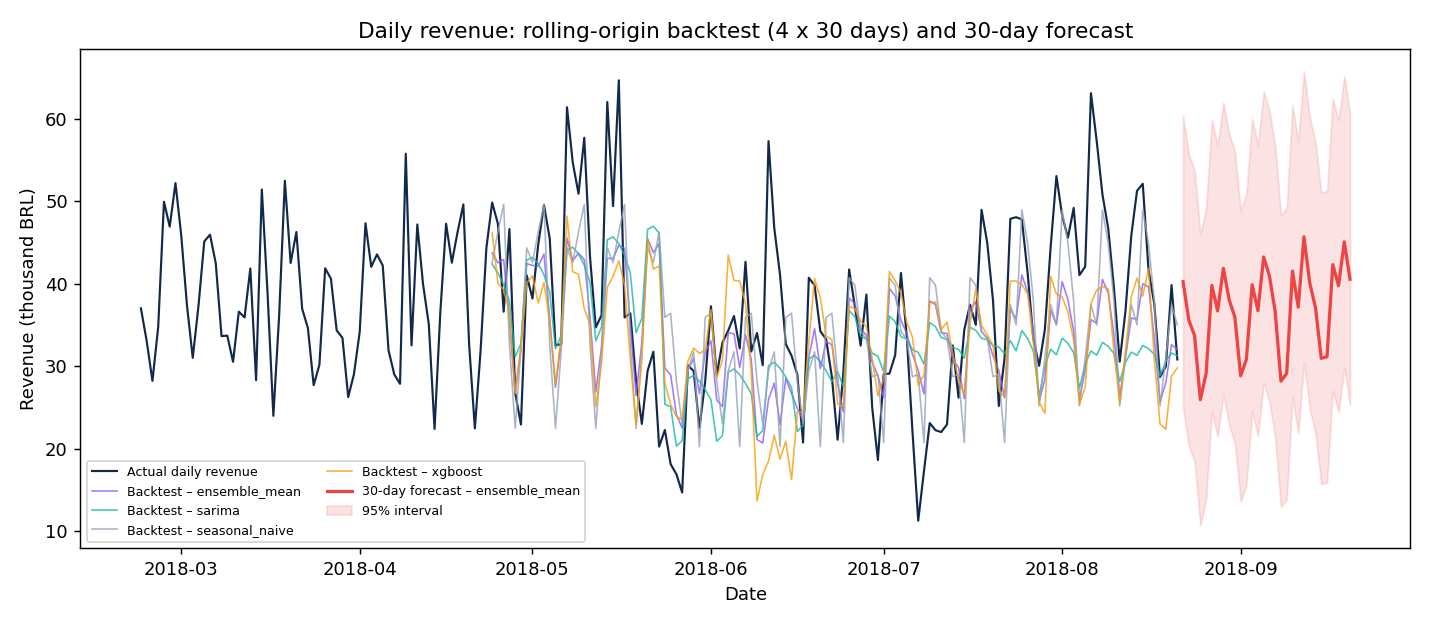 Daily revenue: rolling-origin backtest (4 x 30 days) and 30-day forecast
Revenue (thousand BRL)
60
50
40
30
20
10
Actual daily revenue
Backtest – ensemble_mean
Backtest – sarima
Backtest – seasonal_naive
Backtest – xgboost
30-day forecast – ensemble_mean
95% interval
2018-03 2018-04 2018-05 2018-06 2018-07 2018-08 2018-09
Date